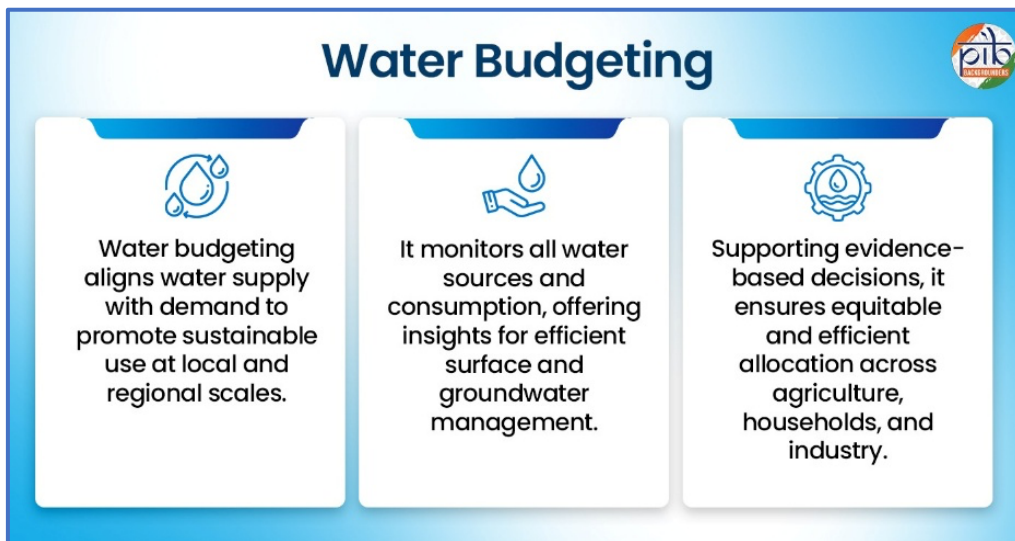 Water Budgeting
pib
BACKGROUNDERS
Water budgeting
aligns water supply
with demand to
promote sustainable
use at local and
regional scales.
It monitors all water
sources and
consumption, offering
insights for efficient
surface and
groundwater
management.
Supporting evidence-
based decisions, it
ensures equitable
and efficient
allocation across
agriculture,
households, and
industry.